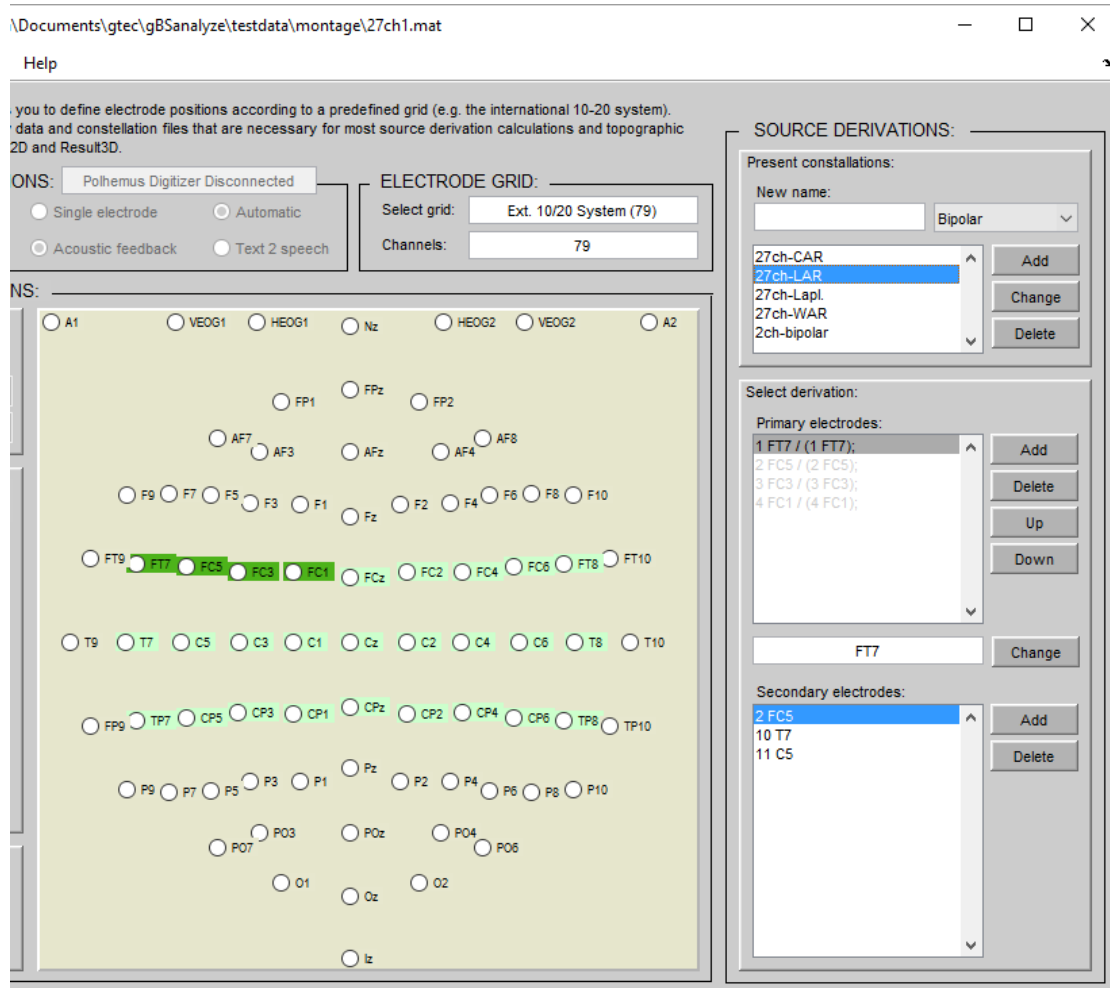 \Documents\gtec\gBSanalyze\testdata\montage\27ch1.mat
Help
you to define electrode positions according to a predefined grid (e.g. the international 10-20 system).
data and constellation files that are necessary for most source derivation calculations and topographic
2D and Result3D.
ONS: Polhemus Digitizer Disconnected
Single electrode Automatic
Acoustic feedback Text 2 speech
ELECTRODE GRID:
Select grid: Ext. 10/20 System (79)
Channels: 79
NS:
A1 VEOG1 HEOG1 Nz HEOG2 VEOG2 A2
FP1 FPz FP2
AF7 AF3 AFz AF4 AF8
F9 F7 F5 F3 F1 Fz F2 F4 F6 F8 F10
FT9 FT7 FC5 FC3 FC1 FCz FC2 FC4 FC6 FT8 FT10
T9 T7 C5 C3 C1 Cz C2 C4 C6 T8 T10
FP9 TP7 CP5 CP3 CP1 CPz CP2 CP4 CP6 TP8 TP10
P9 P7 P5 P3 P1 Pz P2 P4 P6 P8 P10
PO7 PO3 POz PO4 PO6
O1 Oz O2
Iz
SOURCE DERIVATIONS:
Present constallations:
New name:
Bipolar
27ch-CAR
27ch-LAR
27ch-Lapl.
27ch-WAR
2ch-bipolar
Add
Change
Delete
Select derivation:
Primary electrodes:
1 FT7 / (1 FT7);
2 FC5 / (2 FC5);
3 FC3 / (3 FC3);
4 FC1 / (4 FC1);
Add
Delete
Up
Down
FT7 Change
Secondary electrodes:
2 FC5
10 T7
11 C5
Add
Delete